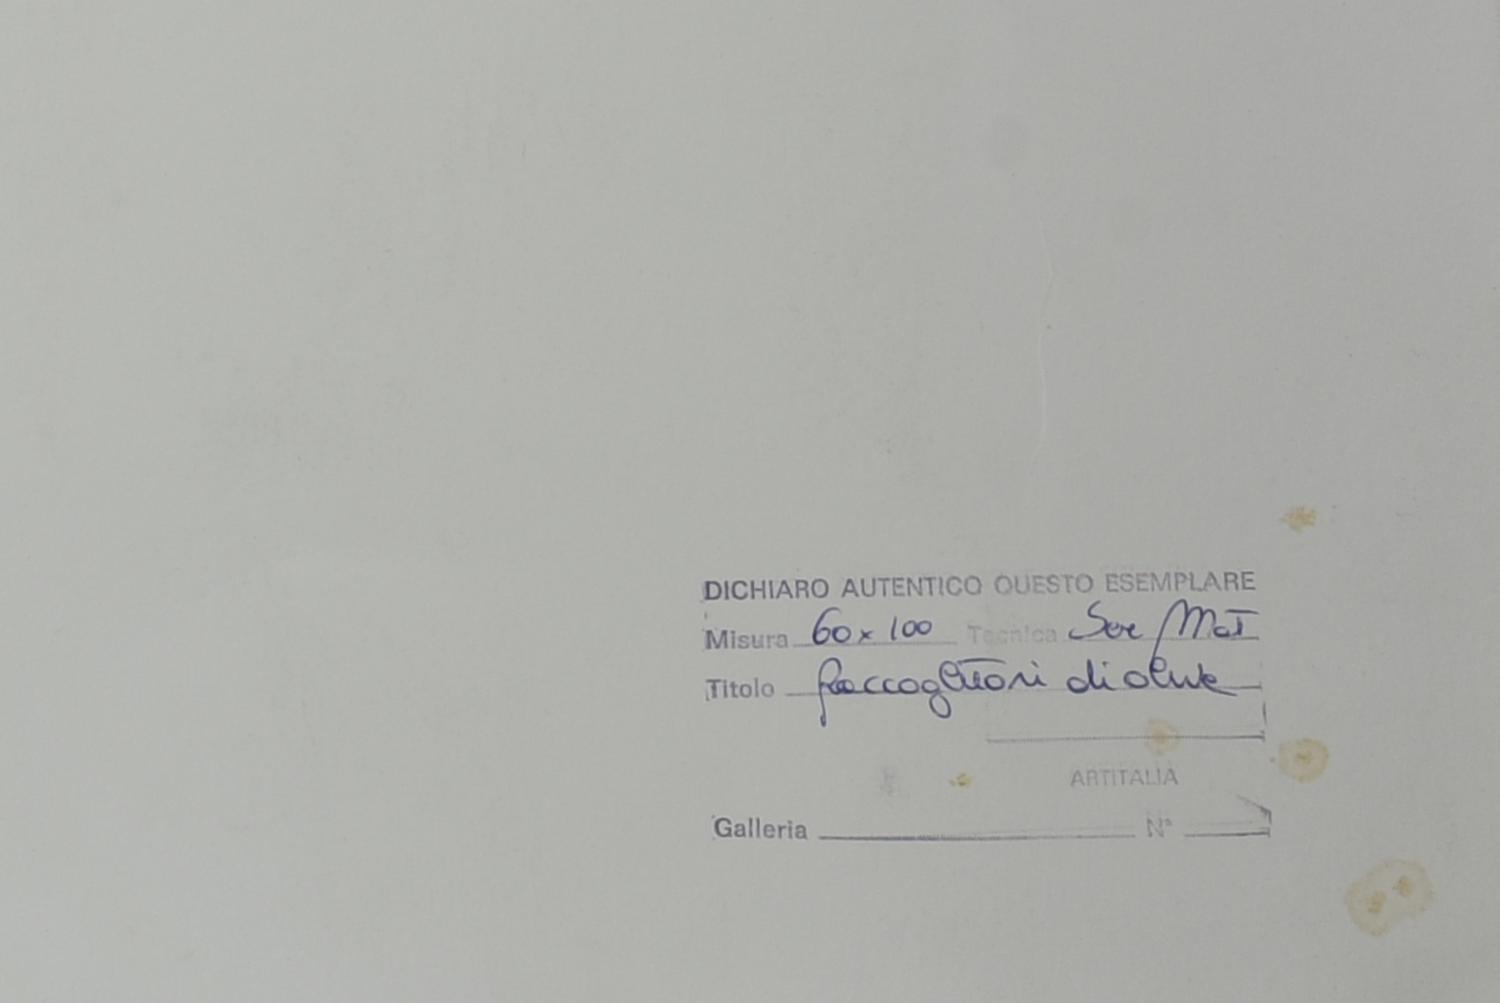 DICHIARO AUTENTICO QUESTO ESEMPLARE
Misura 60 x 100 Tecnica Ser Mat
Titolo Raccoglitori di olive
ARTITALIA
Galleria N°